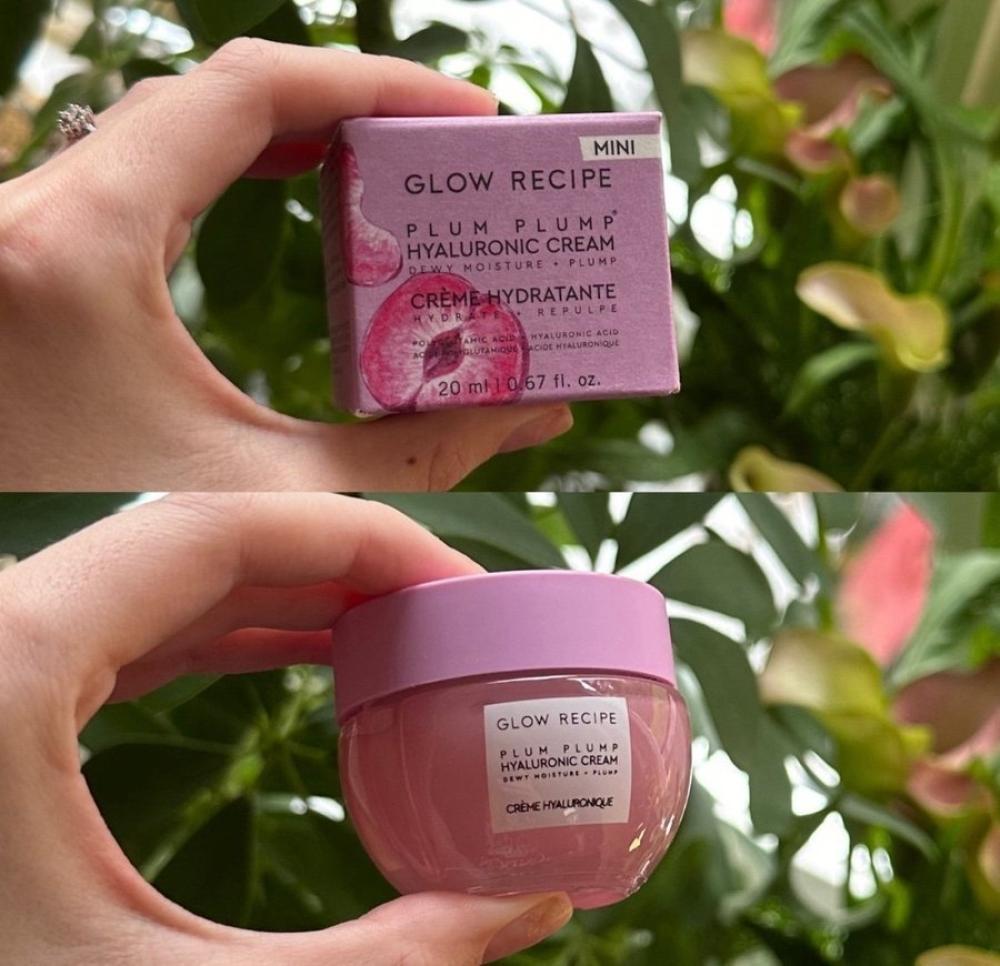 MINI
GLOW RECIPE
PLUM PLUMP®
HYALURONIC CREAM
DEWY MOISTURE + PLUMP
CRÈME HYDRATANTE
HYDRATE + REPULPE
HYALURONIC ACID
ACIDE HYALURONIQUE
20 ml | 0.67 fl. oz.
GLOW RECIPE
PLUM PLUMP
HYALURONIC CREAM
DEWY MOISTURE + PLUMP
CRÈME HYALURONIQUE